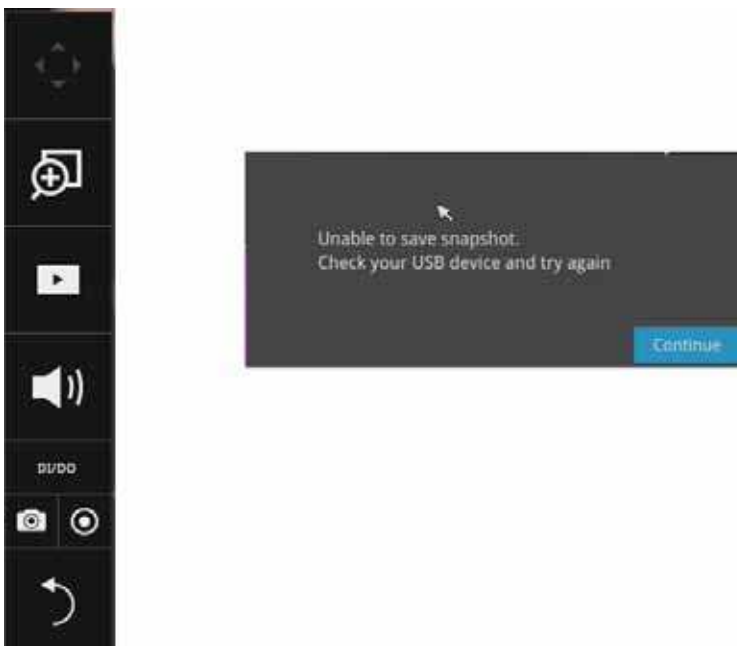 Unable to save snapshot.
Check your USB device and try again
Continue
DI/DO